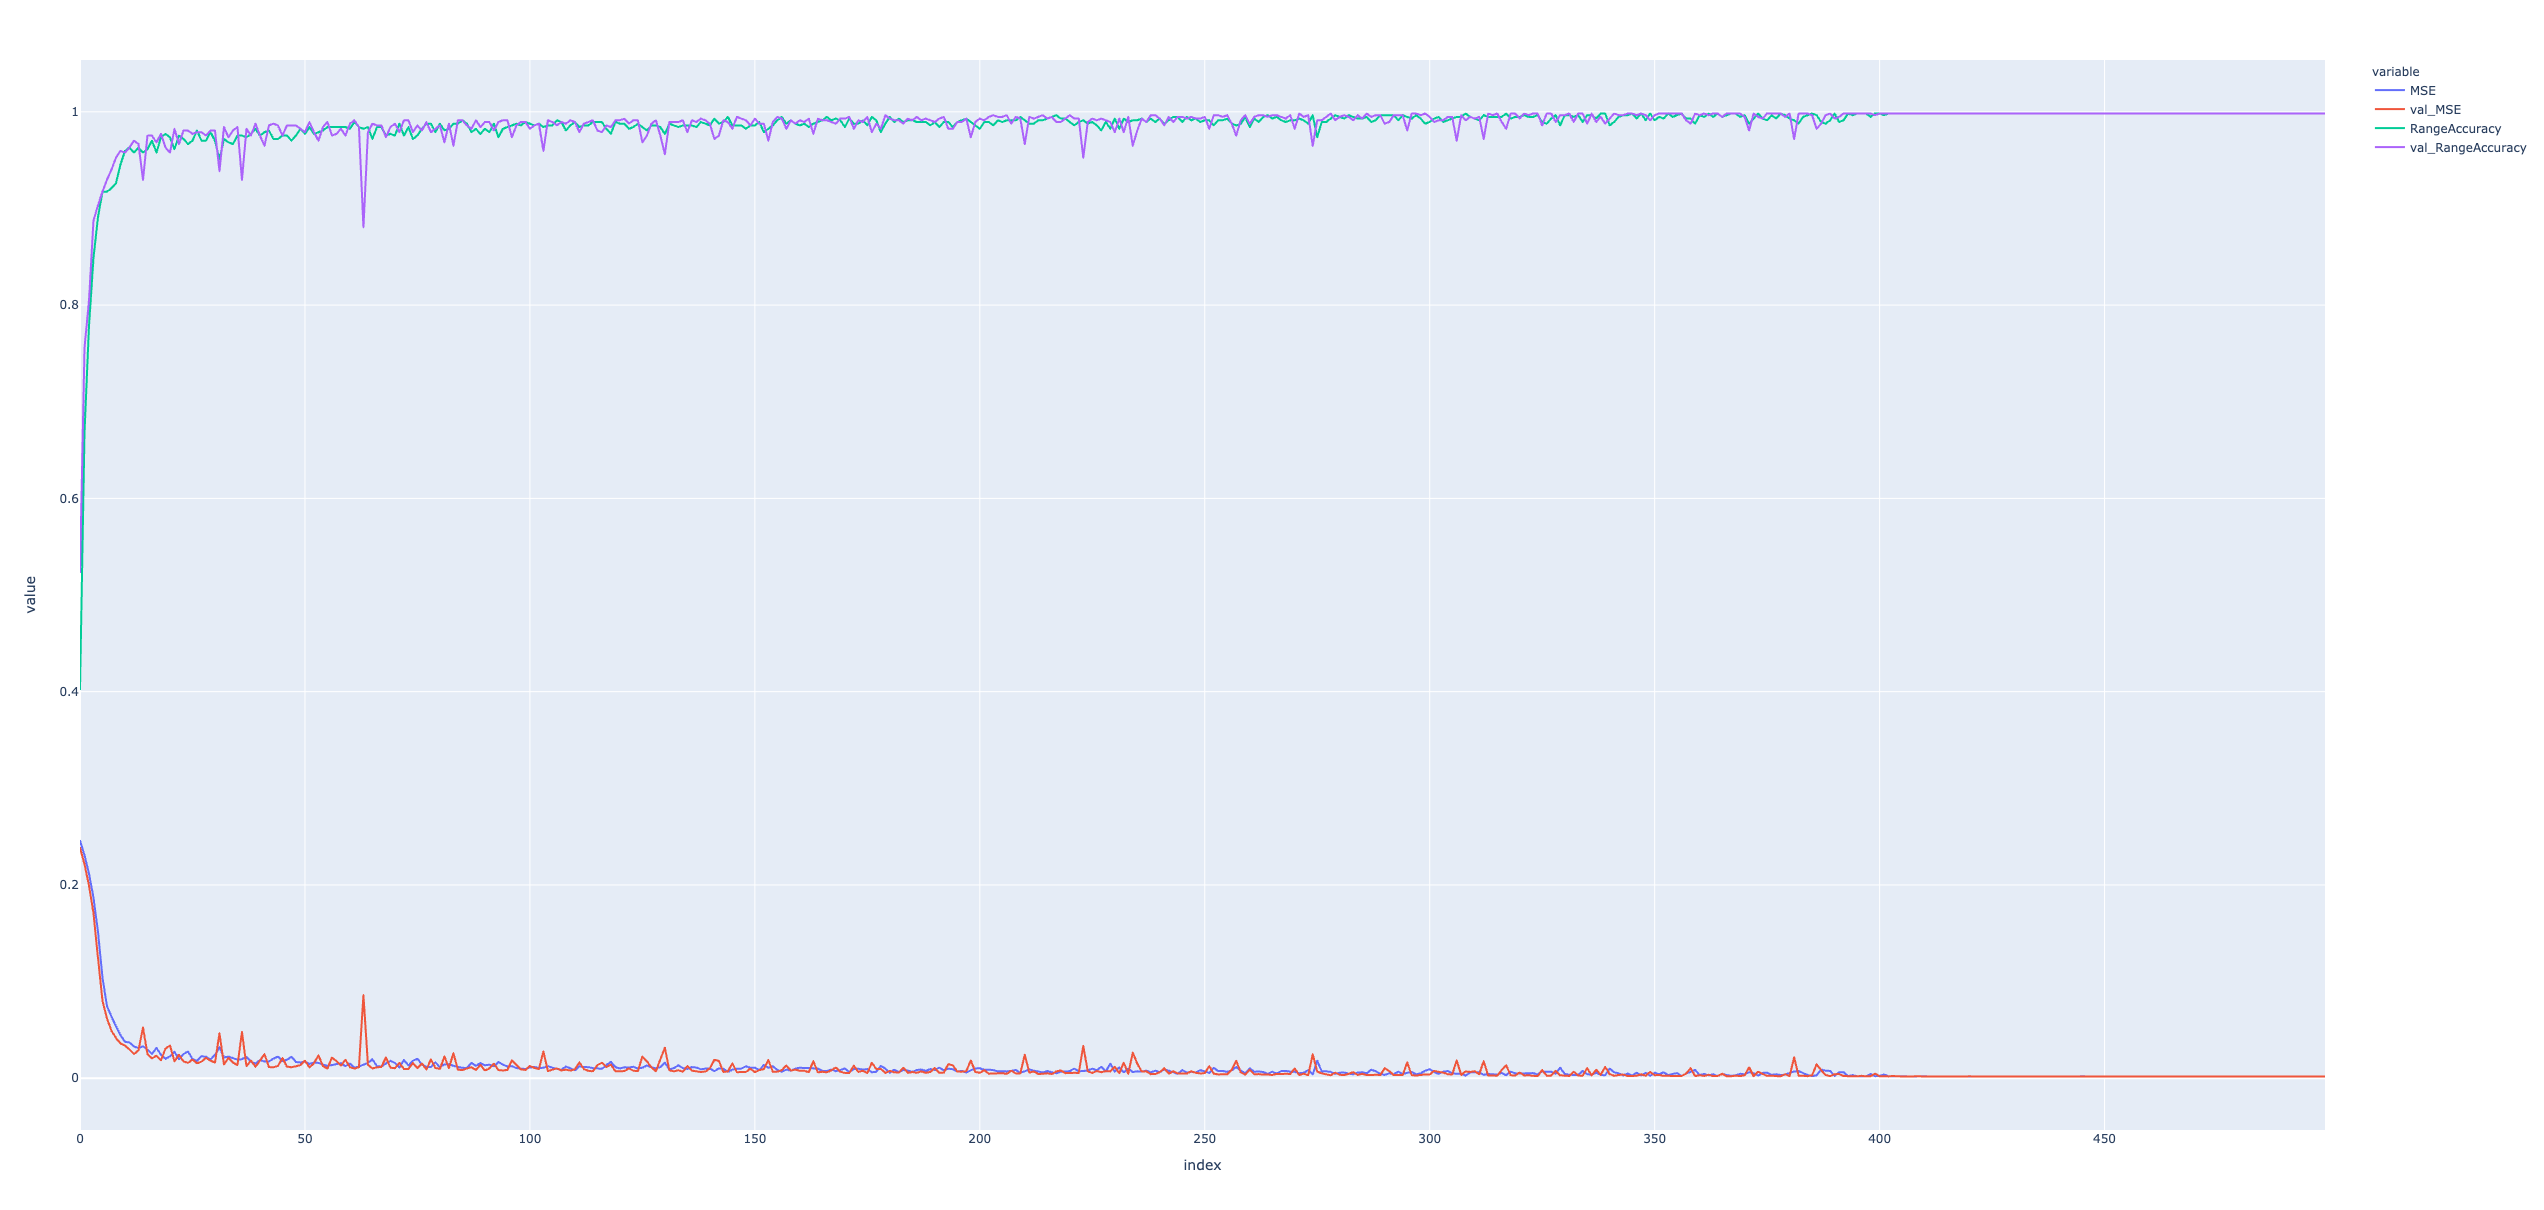 variable
MSE
val_MSE
RangeAccuracy
val_RangeAccuracy
1
0.8
0.6
0.4
0.2
0
value
0 50 100 150 200 250 300 350 400 450
index